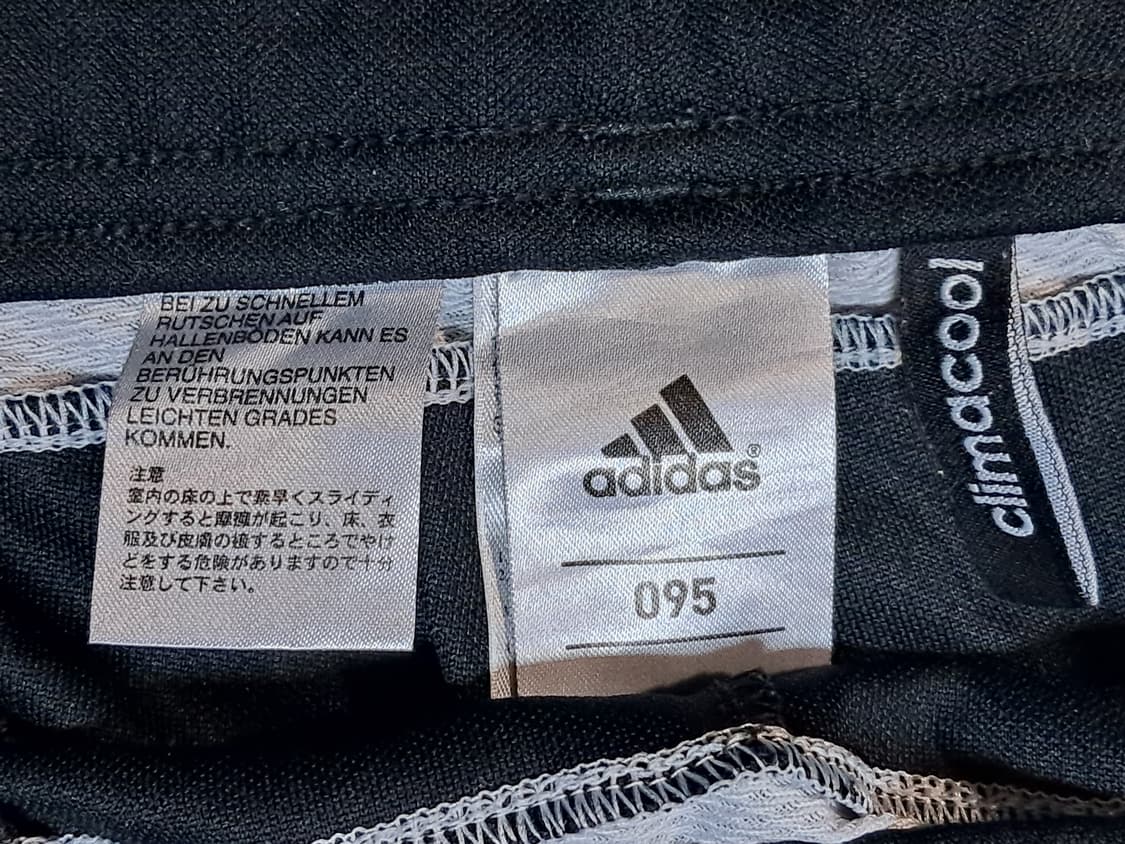 BEI ZU SCHNELLEM
RUTSCHEN AUF
HALLENBÖDEN KANN ES
AN DEN
BERÜHRUNGSPUNKTEN
ZU VERBRENNUNGEN
LEICHTEN GRADES
KOMMEN.
注意
室内の床の上で素早くスライディ
ングすると摩擦が起こり、床、衣
服及び皮膚の接するところでやけ
どをする危険がありますので十分
注意して下さい。
adidas®
095
climacool